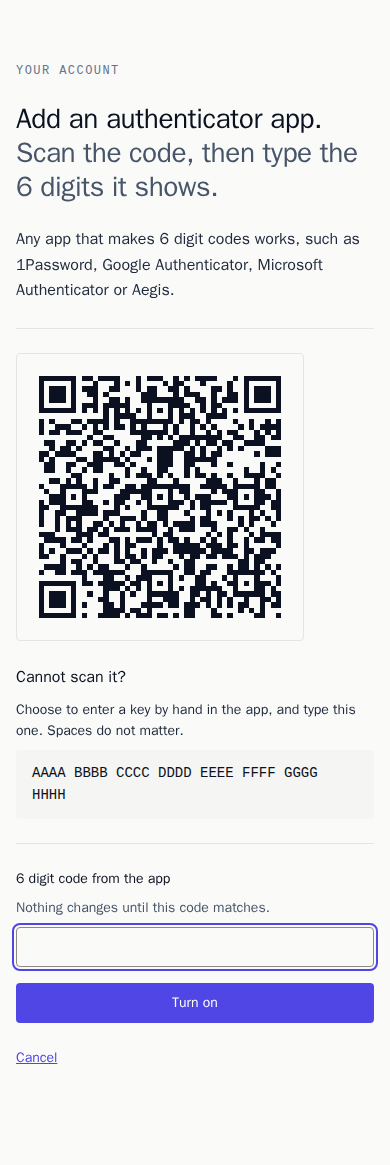 YOUR ACCOUNT
Add an authenticator app.
Scan the code, then type the
6 digits it shows.
Any app that makes 6 digit codes works, such as
1Password, Google Authenticator, Microsoft
Authenticator or Aegis.
Cannot scan it?
Choose to enter a key by hand in the app, and type this
one. Spaces do not matter.
AAAA BBBB CCCC DDDD EEEE FFFF GGGG
HHHH
6 digit code from the app
Nothing changes until this code matches.
Turn on
Cancel